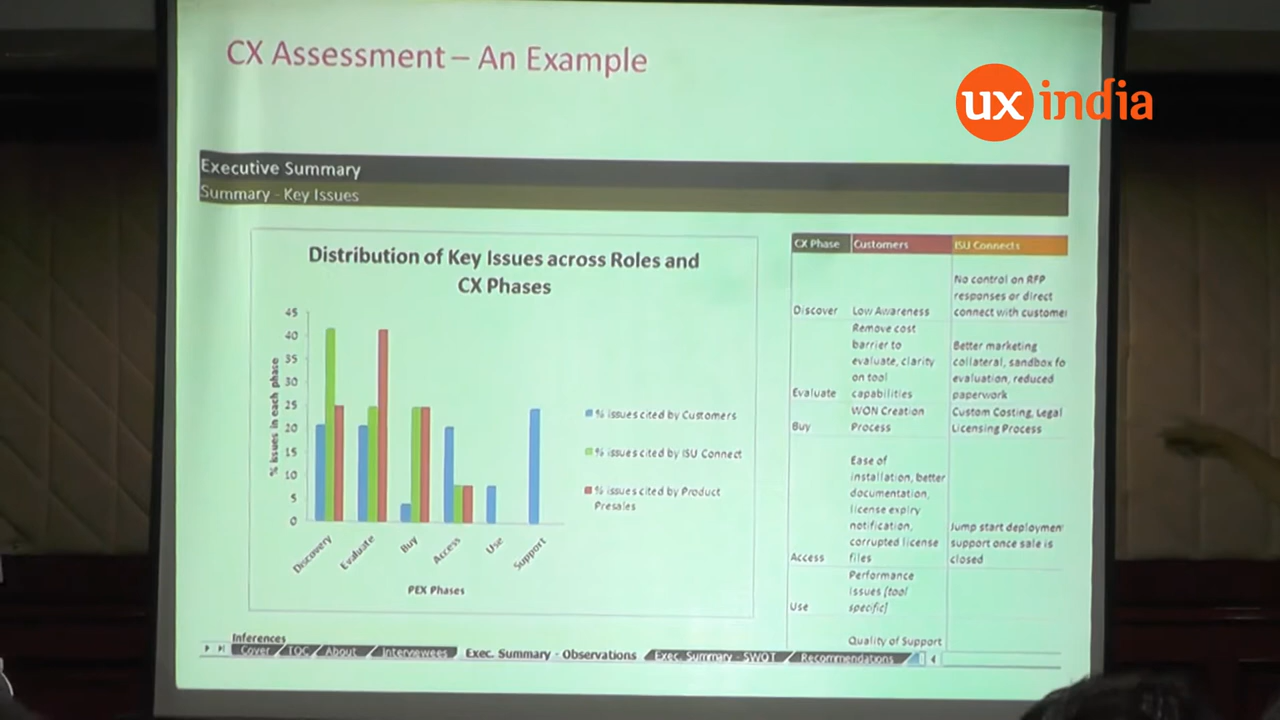 CX Assessment – An Example
ux india
Executive Summary
Summary - Key Issues
Distribution of Key Issues across Roles and
CX Phases
% issues in each phase
45
40
35
30
25
20
15
10
5
0
Discovery
Evaluate
Buy
Access
Use
Support
PEX Phases
% issues cited by Customers
% issues cited by ISU Connect
% issues cited by Product
Presales
CX Phase Customers ISU Connects
No control on RFP
responses or direct
connect with customer
Discover Low Awareness
Remove cost
barrier to
evaluate, clarity
on tool
capabilities
Evaluate
Better marketing
collateral, sandbox fo
evaluation, reduced
paperwork
WON Creation
Process
Buy
Custom Costing, Legal
Licensing Process
Ease of
installation, better
documentation,
license expiry
notification,
corrupted license
files
Access
Jump start deploymen
support once sale is
closed
Performance
Issues [tool
specific]
Use
Quality of Support
Inferences
Cover TOC About Interviewees Exec. Summary - Observations Exec. Summary - SWOT Recommendations